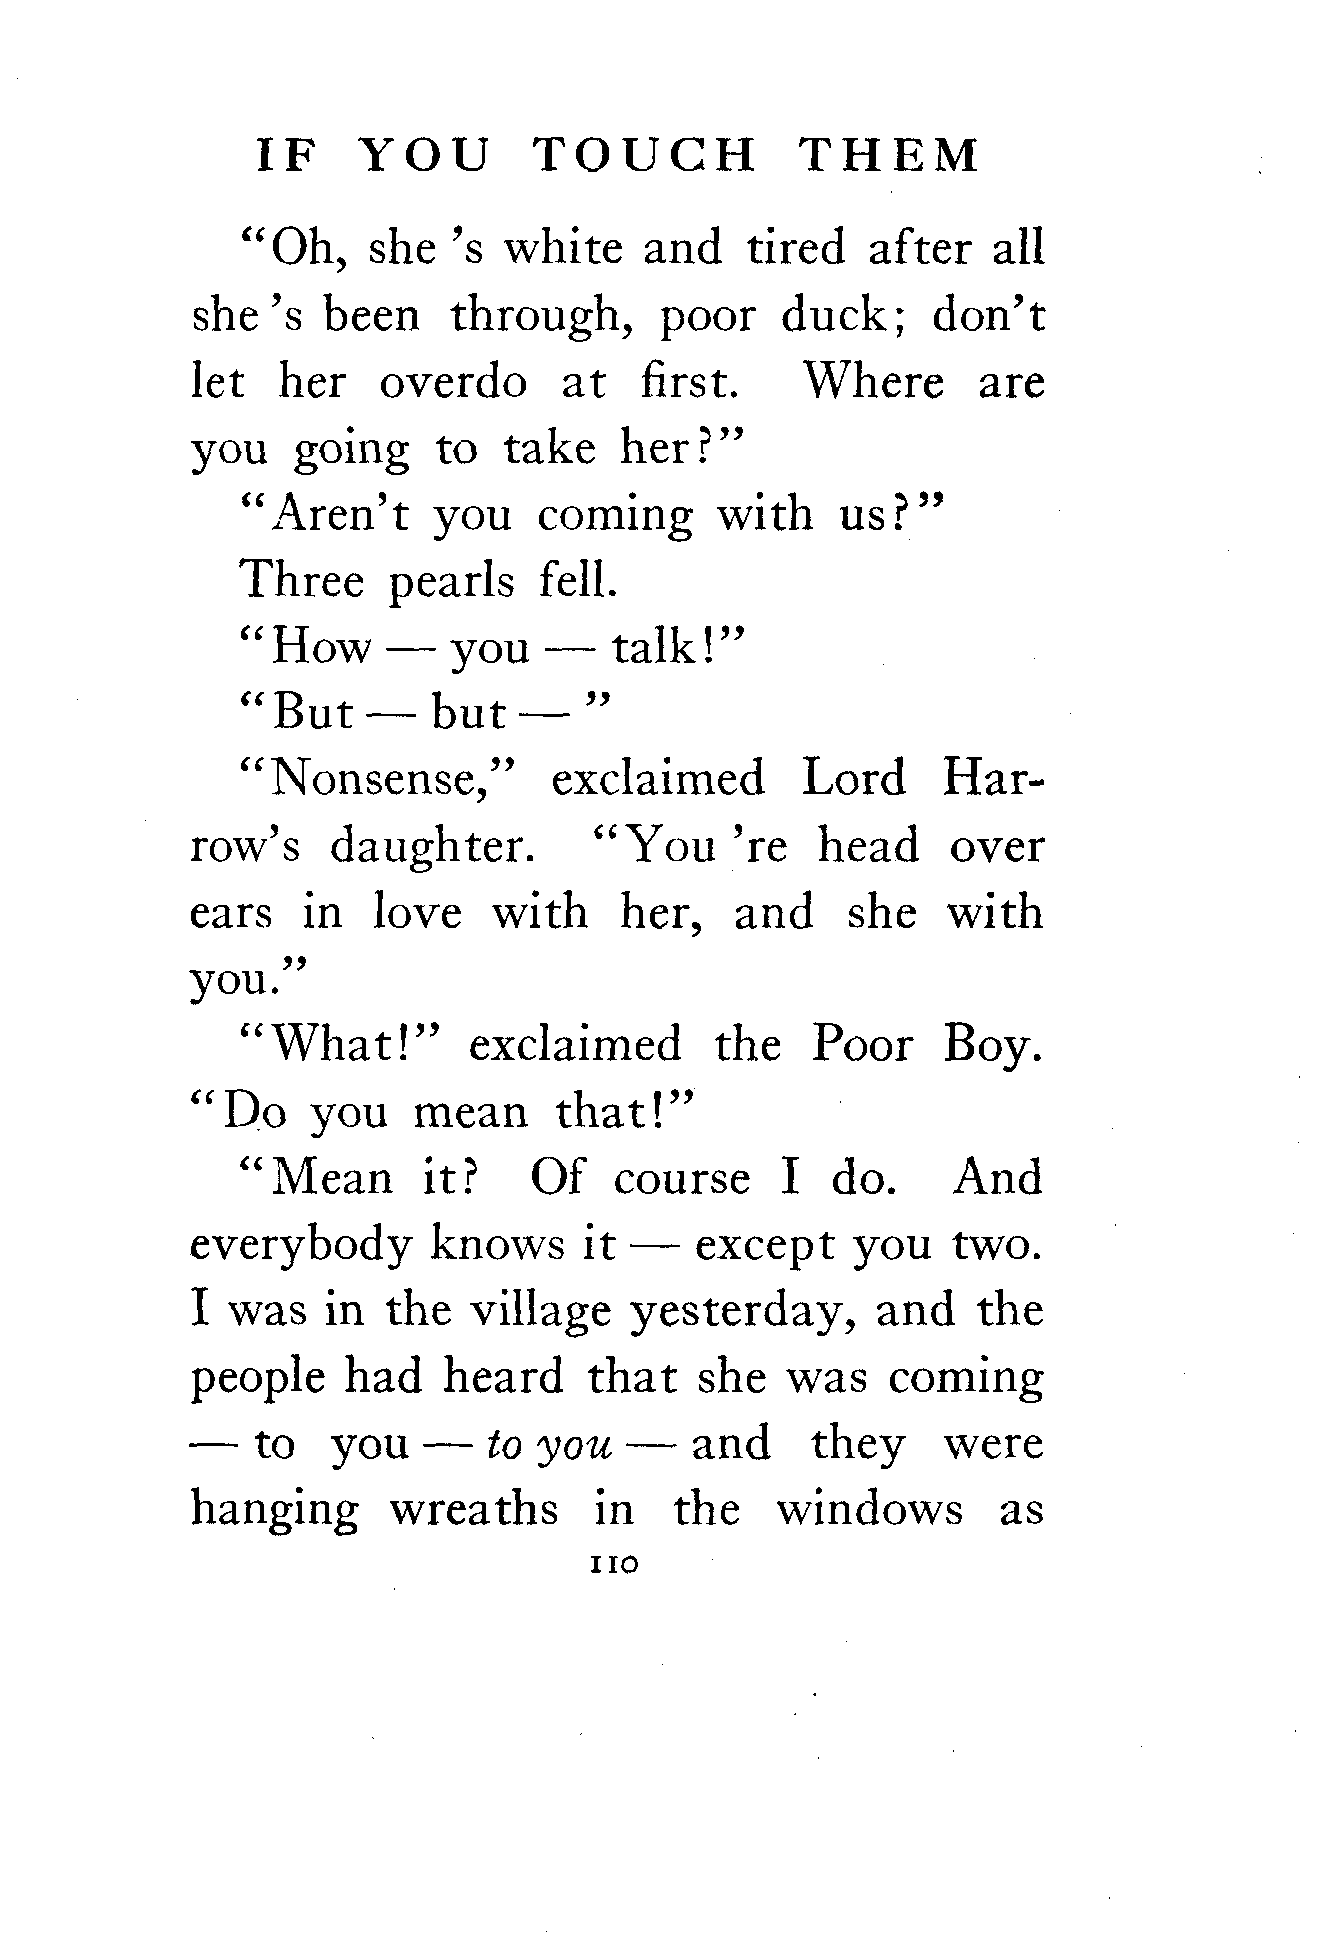 IF YOU TOUCH THEM
“Oh, she ’s white and tired after all
she ’s been through, poor duck; don’t
let her overdo at first. Where are
you going to take her?”
“Aren’t you coming with us?”
Three pearls fell.
“How — you — talk!”
“But — but — ”
“Nonsense,” exclaimed Lord Har-
row’s daughter. “You ’re head over
ears in love with her, and she with
you.”
“What!” exclaimed the Poor Boy.
“Do you mean that!”
“Mean it? Of course I do. And
everybody knows it — except you two.
I was in the village yesterday, and the
people had heard that she was coming
— to you — to you — and they were
hanging wreaths in the windows as
110